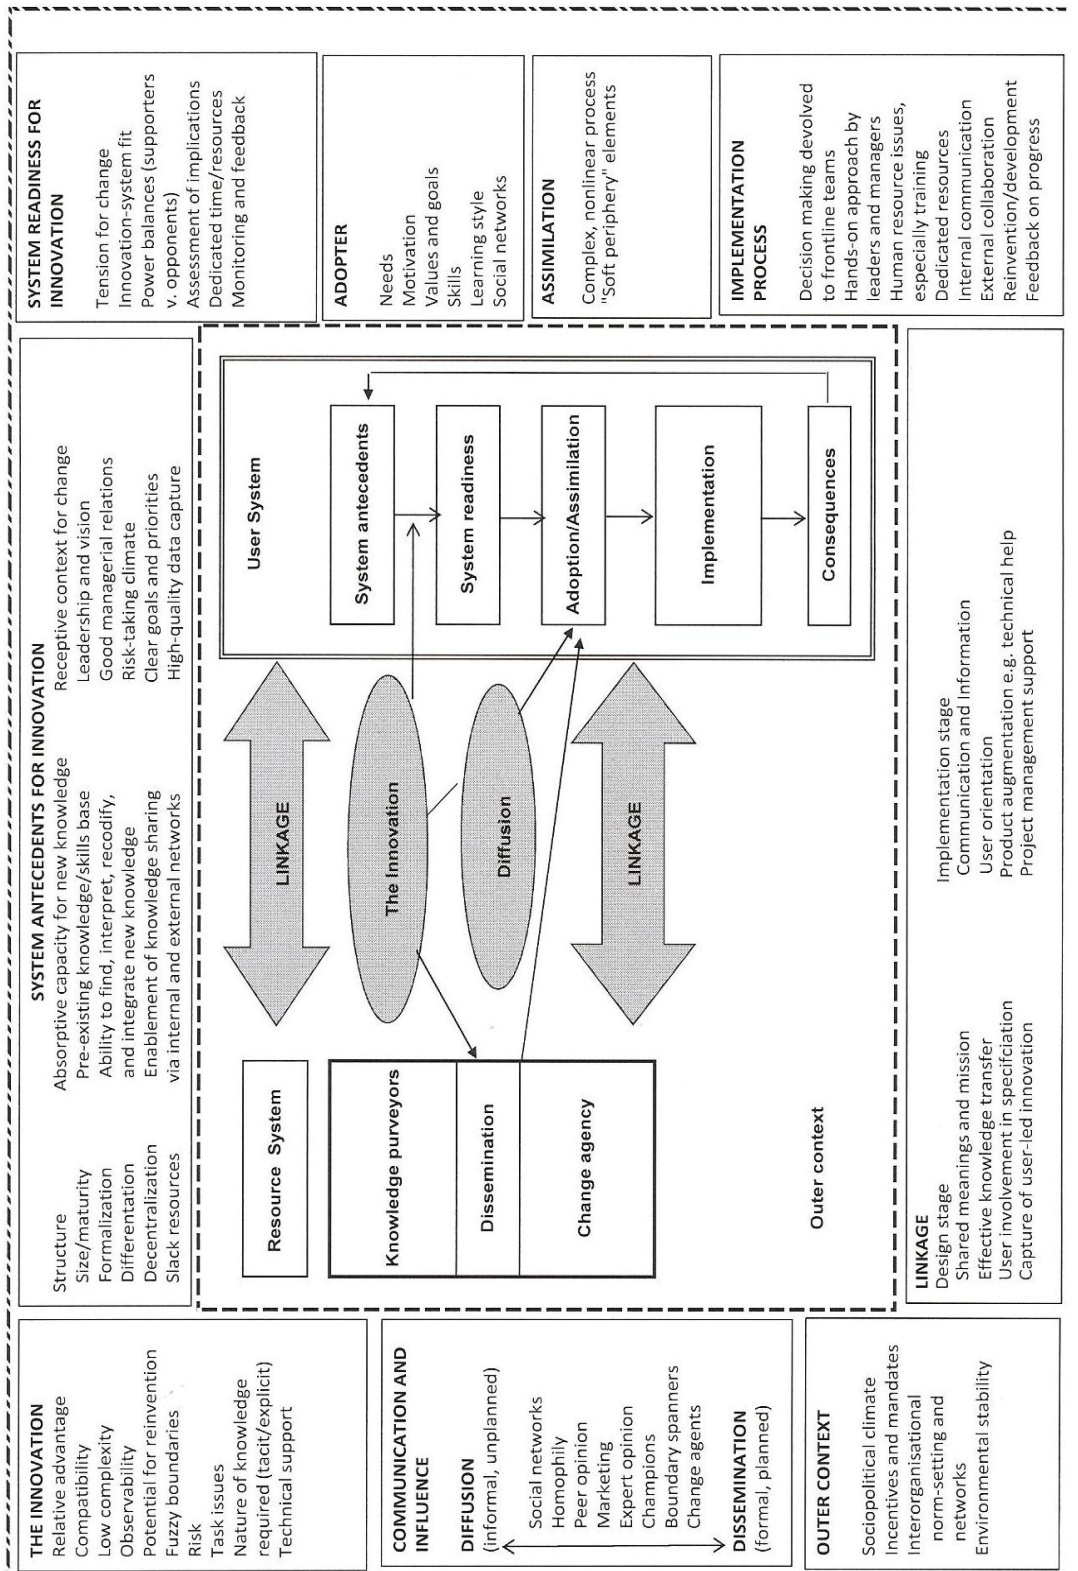 THE INNOVATION
Relative advantage
Compatibility
Low complexity
Observability
Potential for reinvention
Fuzzy boundaries
Risk
Task issues
Nature of knowledge
required (tacit/explicit)
Technical support
COMMUNICATION AND
INFLUENCE
DIFFUSION
(informal, unplanned)
Social networks
Homophily
Peer opinion
Marketing
Expert opinion
Champions
Boundary spanners
Change agents
DISSEMINATION
(formal, planned)
OUTER CONTEXT
Sociopolitical climate
Incentives and mandates
Interorganisational
norm-setting and
networks
Environmental stability
SYSTEM ANTECEDENTS FOR INNOVATION
Structure
Size/maturity
Formalization
Differentation
Decentralization
Slack resources
Absorptive capacity for new knowledge
Pre-existing knowledge/skills base
Ability to find, interpret, recodify,
and integrate new knowledge
Enablement of knowledge sharing
via internal and external networks
Receptive context for change
Leadership and vision
Good managerial relations
Risk-taking climate
Clear goals and priorities
High-quality data capture
Resource System
Knowledge purveyors
Dissemination
Change agency
Outer context
LINKAGE
The Innovation
Diffusion
LINKAGE
User System
System antecedents
System readiness
Adoption/Assimilation
Implementation
Consequences
LINKAGE
Design stage
Shared meanings and mission
Effective knowledge transfer
User involvement in specifciation
Capture of user-led innovation
Implementation stage
Communication and Information
User orientation
Product augmentation e.g. technical help
Project management support
SYSTEM READINESS FOR
INNOVATION
Tension for change
Innovation-system fit
Power balances (supporters
v. opponents)
Assessment of implications
Dedicated time/resources
Monitoring and feedback
ADOPTER
Needs
Motivation
Values and goals
Skills
Learning style
Social networks
ASSIMILATION
Complex, nonlinear process
"Soft periphery" elements
IMPLEMENTATION
PROCESS
Decision making devolved
to frontline teams
Hands-on approach by
leaders and managers
Human resource issues,
especially training
Dedicated resources
Internal communication
External collaboration
Reinvention/development
Feedback on progress